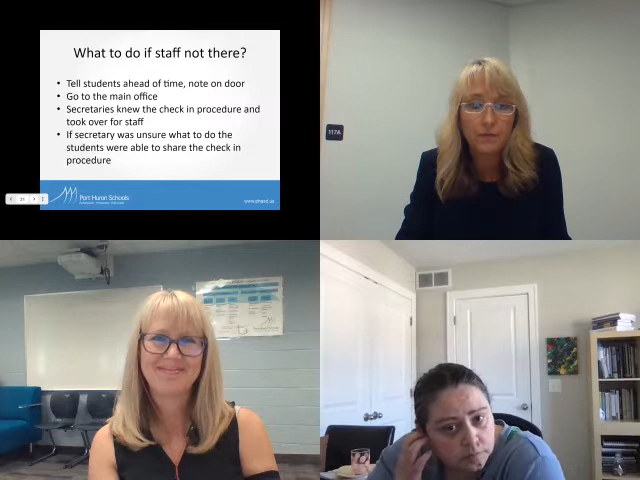 What to do if staff not there?
• Tell students ahead of time, note on door
• Go to the main office
• Secretaries knew the check in procedure and
took over for staff
• If secretary was unsure what to do the
students were able to share the check in
procedure
Port Huron Schools
www.phasd.us
117A